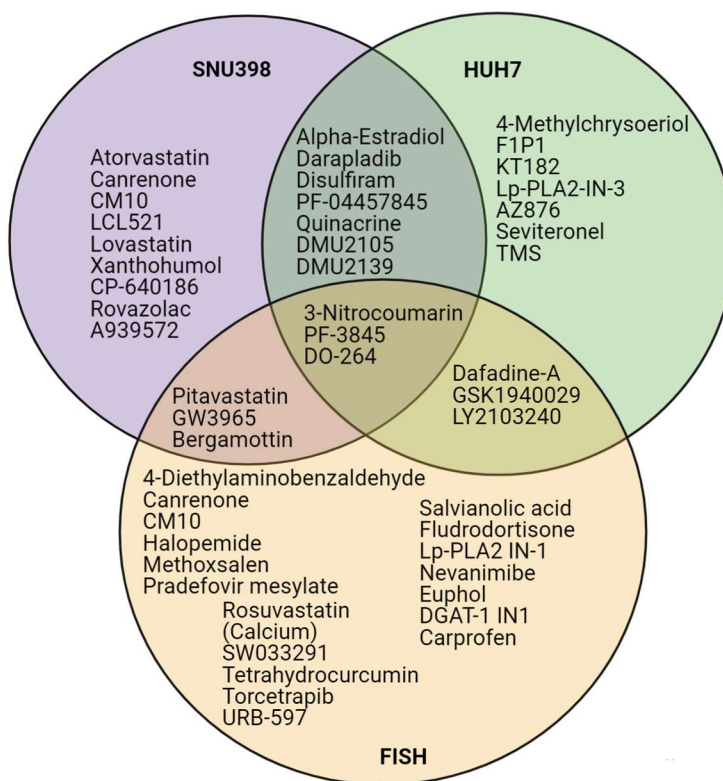 SNU398
HUH7
Atorvastatin
Canrenone
CM10
LCL521
Lovastatin
Xanthohumol
CP-640186
Rovazolac
A939572
Alpha-Estradiol
Darapladib
Disulfiram
PF-04457845
Quinacrine
DMU2105
DMU2139
4-Methylchrysoeriol
F1P1
KT182
Lp-PLA2-IN-3
AZ876
Seviteronel
TMS
3-Nitrocoumarin
PF-3845
DO-264
Pitavastatin
GW3965
Bergamottin
Dafadine-A
GSK1940029
LY2103240
4-Diethylaminobenzaldehyde
Canrenone
CM10
Halopemide
Methoxsalen
Pradefovir mesylate
Rosuvastatin
(Calcium)
SW033291
Tetrahydrocurcumin
Torcetrapib
URB-597
Salvianolic acid
Fludrodortisone
Lp-PLA2 IN-1
Nevanimibe
Euphol
DGAT-1 IN1
Carprofen
FISH